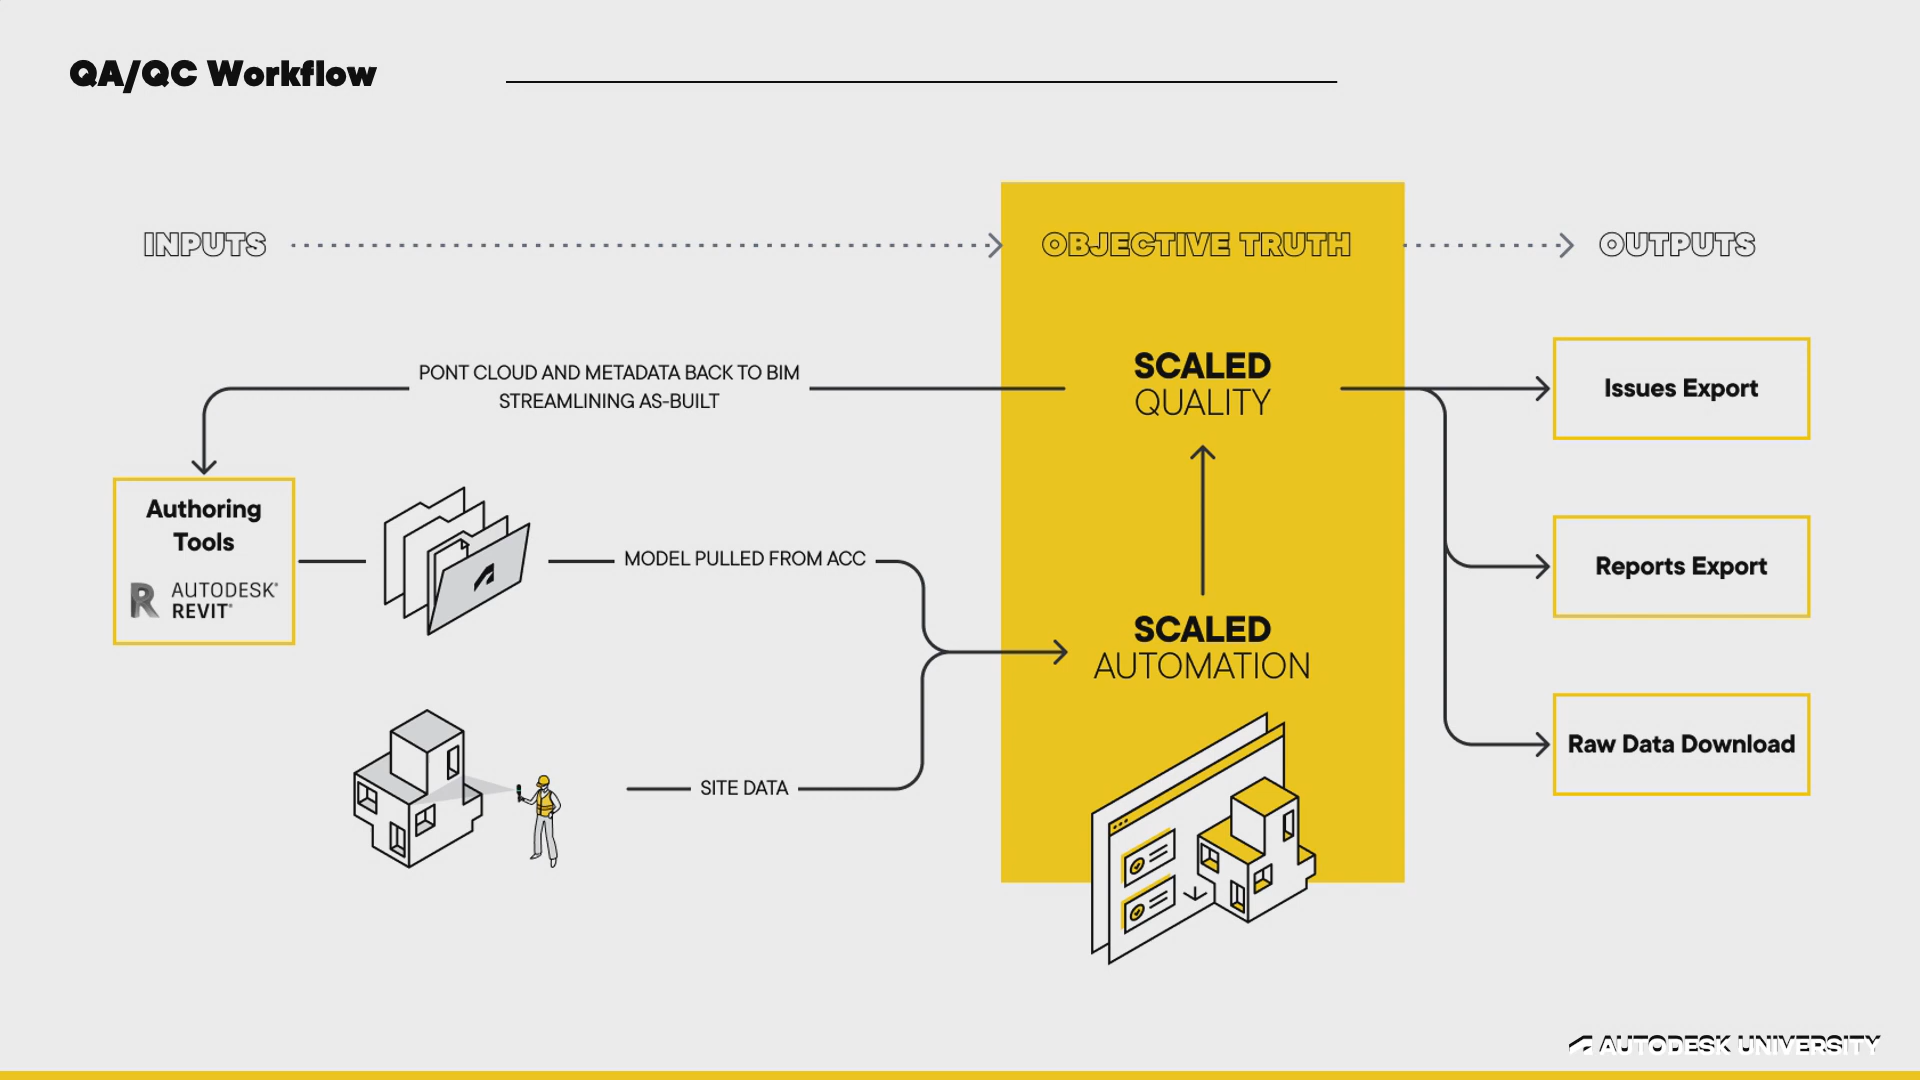 QA/QC Workflow
INPUTS
OBJECTIVE TRUTH
OUTPUTS
PONT CLOUD AND METADATA BACK TO BIM
STREAMLINING AS-BUILT
SCALED
QUALITY
Issues Export
Authoring
Tools
AUTODESK®
REVIT®
MODEL PULLED FROM ACC
Reports Export
SCALED
AUTOMATION
SITE DATA
Raw Data Download
AUTODESK UNIVERSITY